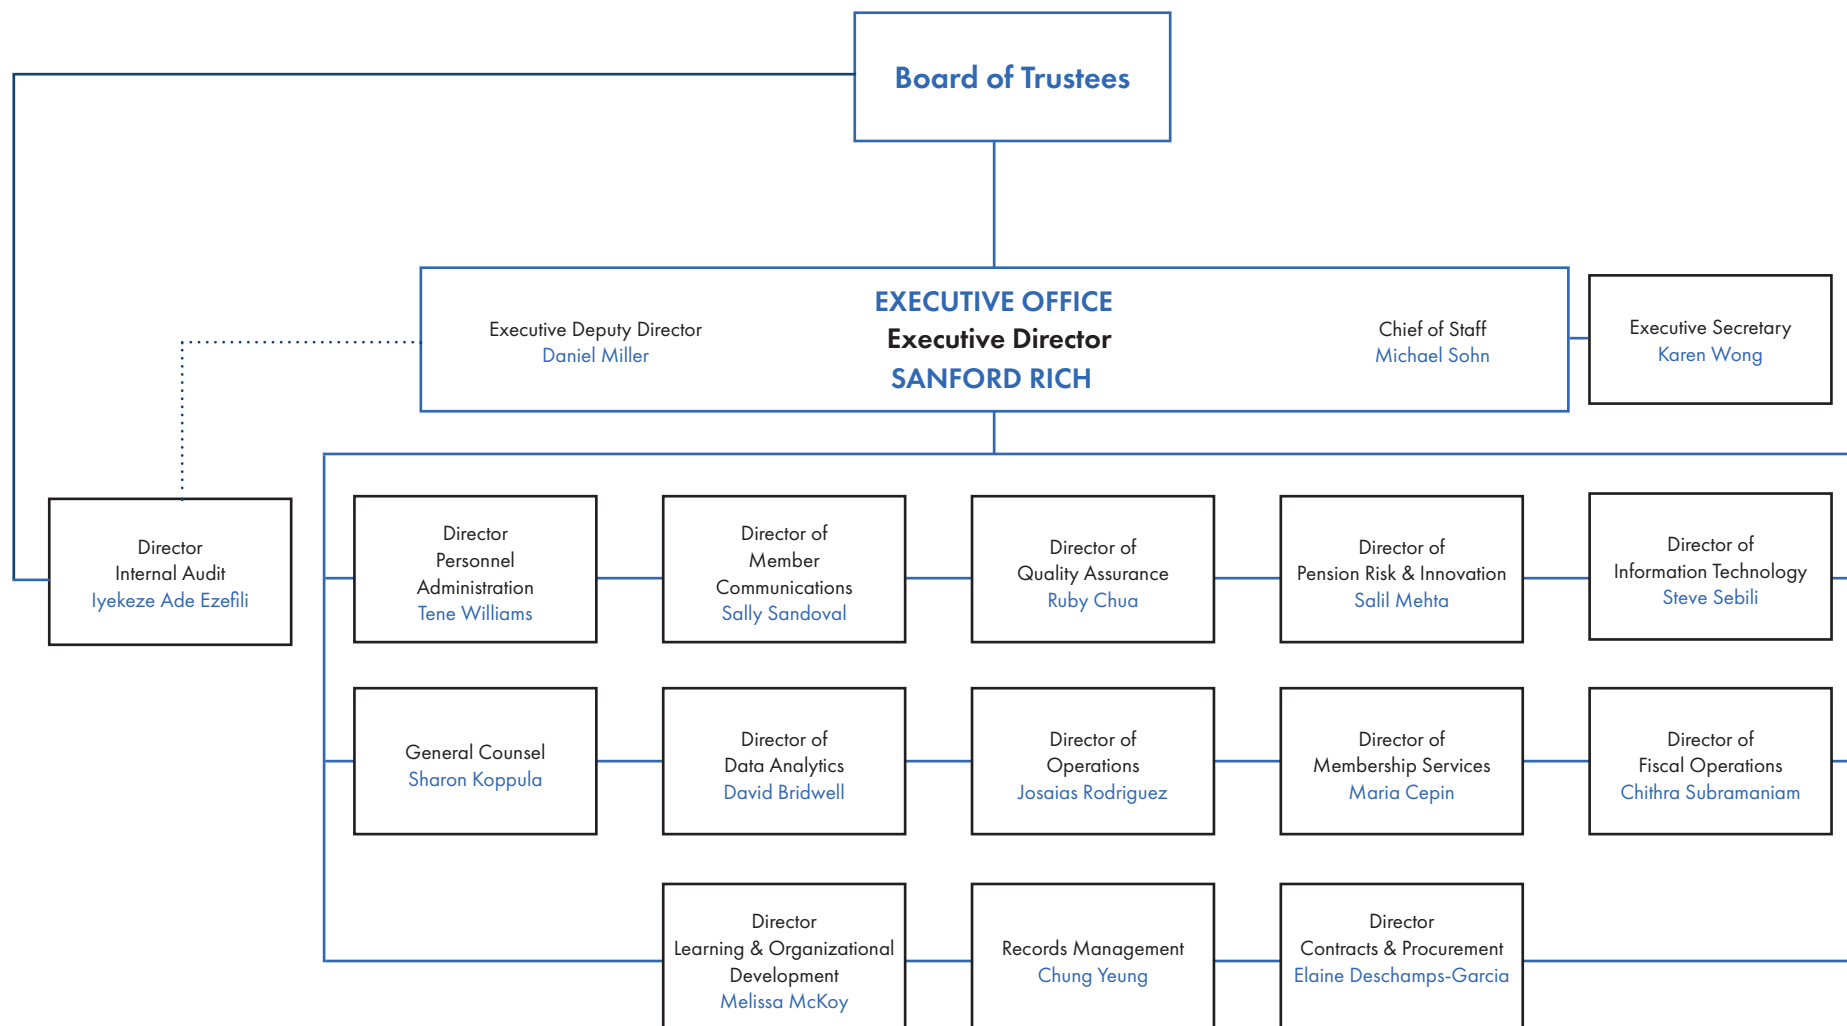 Board of Trustees
EXECUTIVE OFFICE
Executive Director
SANFORD RICH
Executive Deputy Director
Daniel Miller
Chief of Staff
Michael Sohn
Executive Secretary
Karen Wong
Director
Internal Audit
Iyekeze Ade Ezefili
Director
Personnel
Administration
Tene Williams
Director of
Member
Communications
Sally Sandoval
Director of
Quality Assurance
Ruby Chua
Director of
Pension Risk & Innovation
Salil Mehta
Director of
Information Technology
Steve Sebili
General Counsel
Sharon Koppula
Director of
Data Analytics
David Bridwell
Director of
Operations
Josaias Rodriguez
Director of
Membership Services
Maria Cepin
Director of
Fiscal Operations
Chithra Subramaniam
Director
Learning & Organizational
Development
Melissa McKoy
Records Management
Chung Yeung
Director
Contracts & Procurement
Elaine Deschamps-Garcia